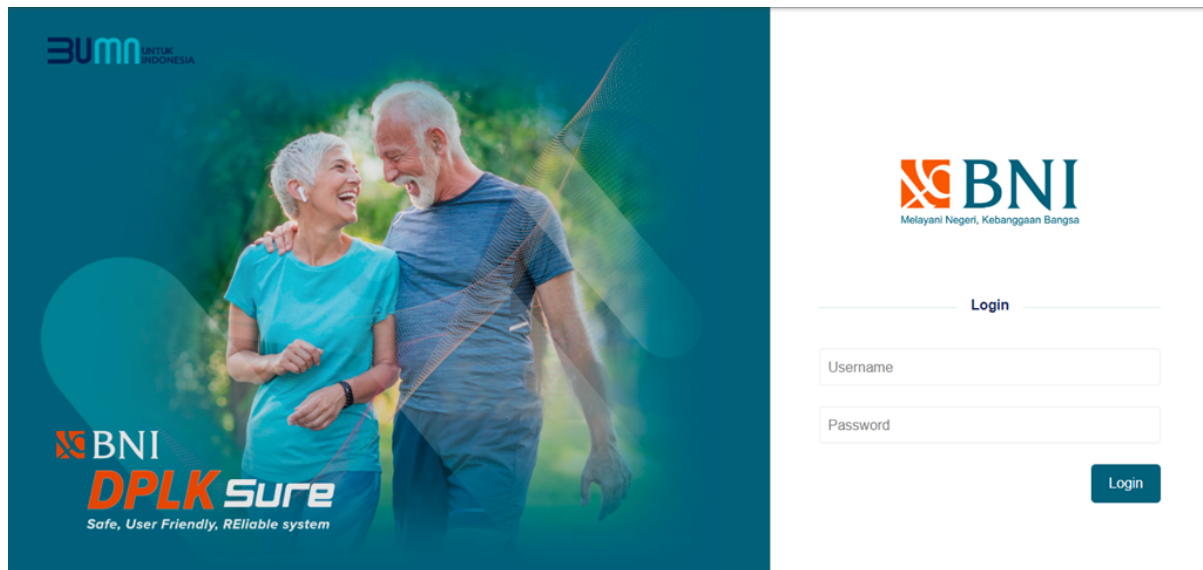 BUMN UNTUK
INDONESIA
BNI
DPLK Sure
Safe, User Friendly, REliable system
BNI
Melayani Negeri, Kebanggaan Bangsa
Login
Username
Password
Login